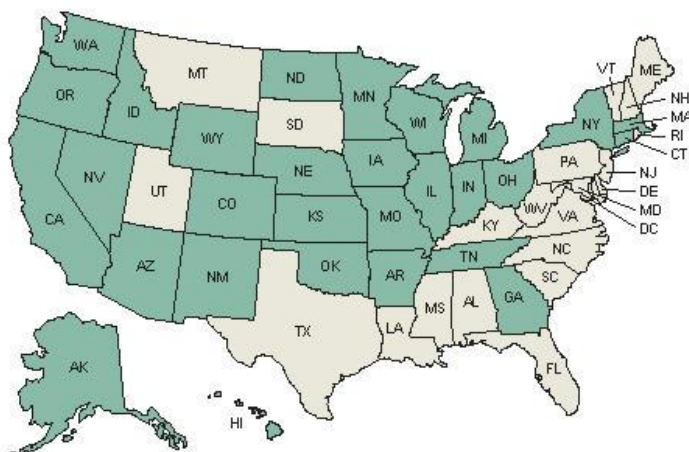 WA
MT
ND
MN
VT
ME
OR
ID
SD
WI
MI
NY
NH
MA
RI
CT
WY
NV
UT
NE
IA
IL
IN
OH
PA
NJ
DE
MD
DC
CA
CO
KS
MO
KY
WV
VA
AZ
NM
OK
AR
TN
NC
SC
TX
LA
MS
AL
GA
FL
AK
HI